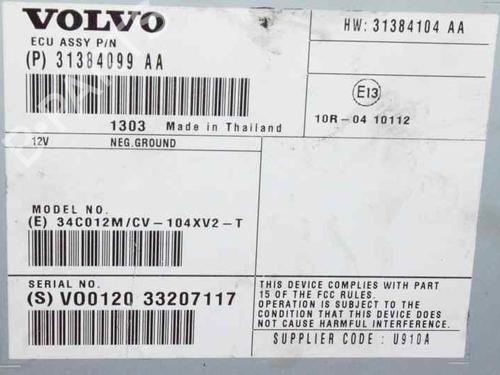 VOLVO
ECU ASSY P/N
(P) 31384099 AA
HW: 31384104 AA
E13
10R-04 10112
1303 Made in Thailand
12V NEG.GROUND
MODEL NO.
(E) 34C012M/CV-104XV2-T
SERIAL NO.
(S) VO0120 33207117
THIS DEVICE COMPLIES WITH PART
15 OF THE FCC RULES.
OPERATION IS SUBJECT TO THE
CONDITION THAT THIS DEVICE DOES
NOT CAUSE HARMFUL INTERFERENCE.
SUPPLIER CODE : U910A